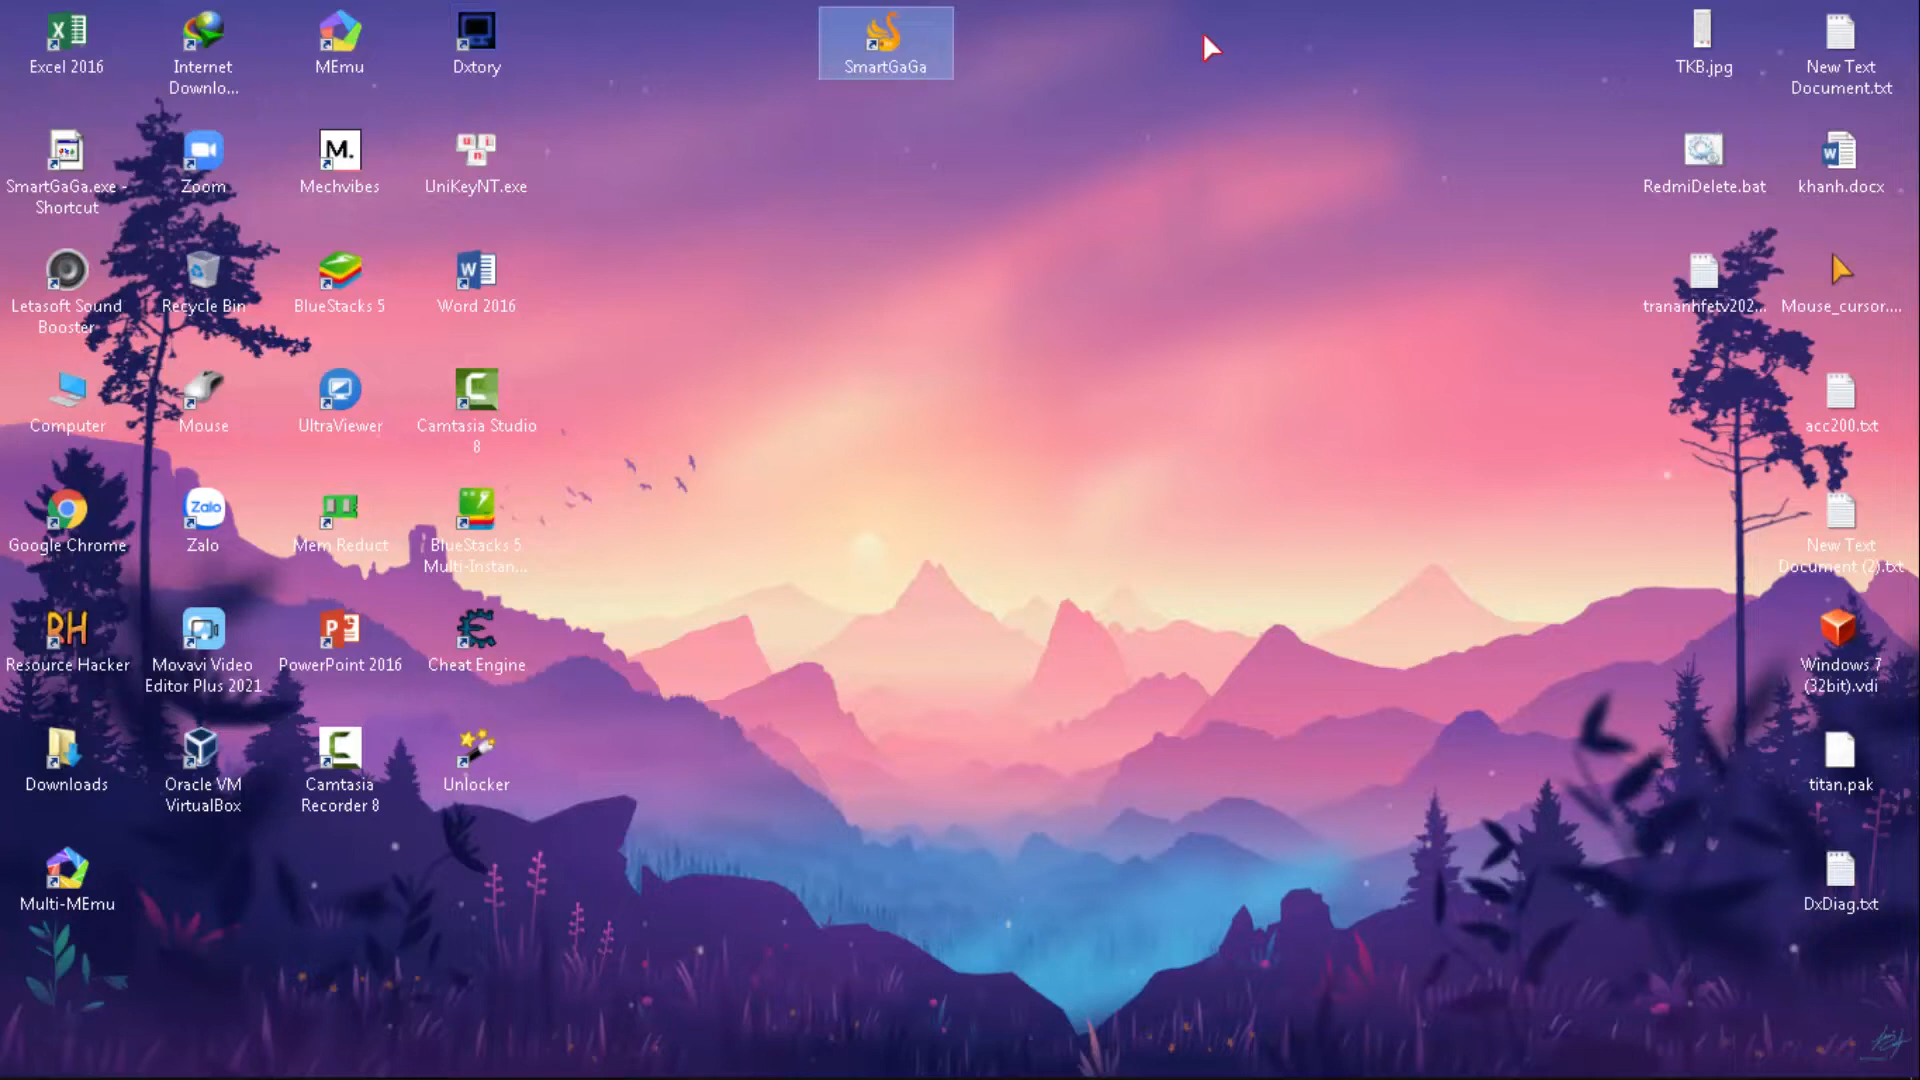 Excel 2016
Internet
Downlo...
MEmu
Dxtory
SmartGaGa
TKB.jpg
New Text
Document.txt
SmartGaGa.exe -
Shortcut
Zoom
M.
Mechvibes
UniKeyNT.exe
RedmiDelete.bat
khanh.docx
Letasoft Sound
Booster
Recycle Bin
BlueStacks 5
Word 2016
trananhfetv202...
Mouse_cursor....
Computer
Mouse
UltraViewer
Camtasia Studio
8
acc200.txt
Google Chrome
Zalo
Zalo
Mem Reduct
BlueStacks 5
Multi-Instan...
New Text
Document (2).txt
RH
Resource Hacker
Movavi Video
Editor Plus 2021
PowerPoint 2016
Cheat Engine
Windows 7
(32bit).vdi
Downloads
Oracle VM
VirtualBox
Camtasia
Recorder 8
Unlocker
titan.pak
Multi-MEmu
DxDiag.txt